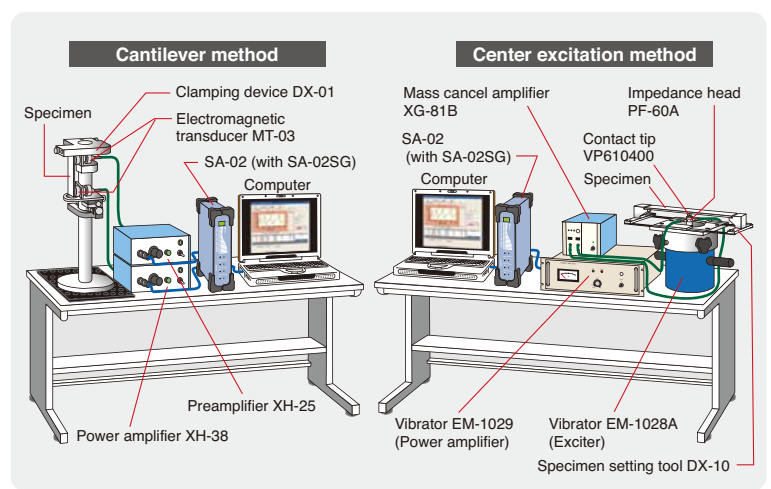 Cantilever method
Clamping device DX-01
Specimen
Electromagnetic
transducer MT-03
SA-02 (with SA-02SG)
Computer
Preamplifier XH-25
Power amplifier XH-38
Center excitation method
Mass cancel amplifier
XG-81B
Impedance head
PF-60A
SA-02
(with SA-02SG)
Contact tip
VP610400
Computer
Specimen
Vibrator EM-1029
(Power amplifier)
Vibrator EM-1028A
(Exciter)
Specimen setting tool DX-10